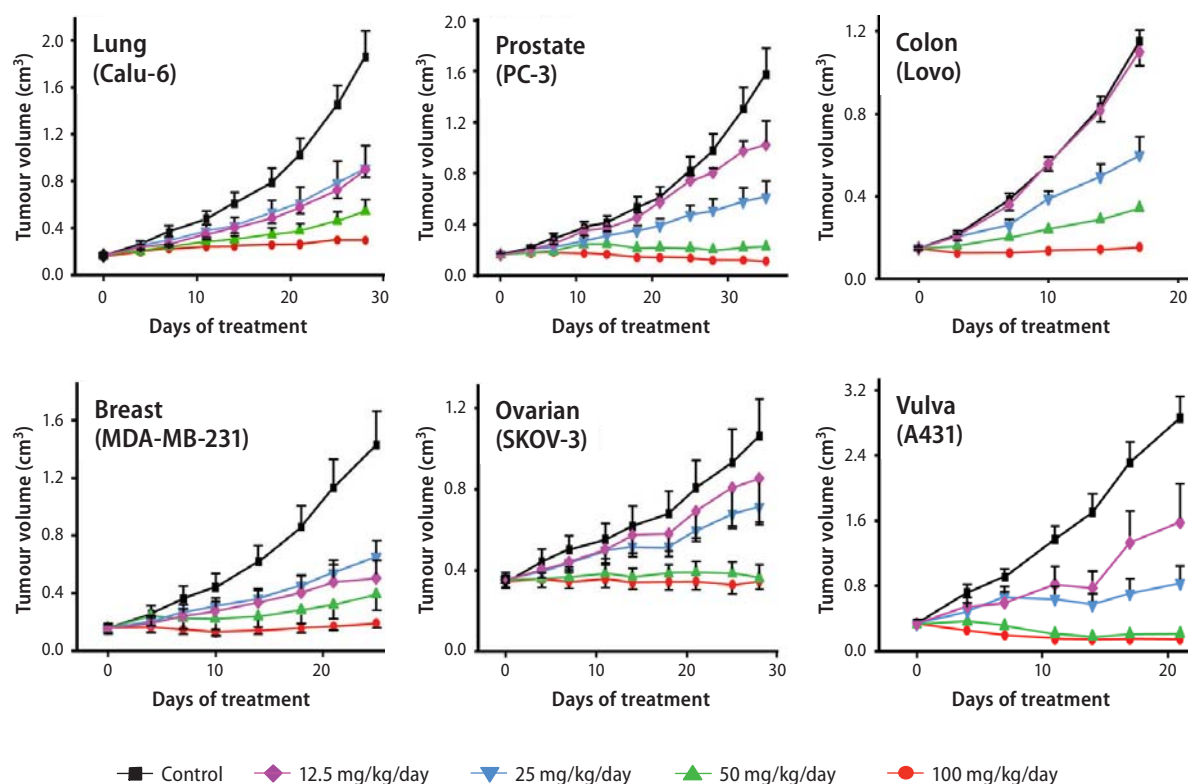 Lung
(Calu-6)
Tumour volume (cm³)
2.0
1.6
1.2
0.8
0.4
0.0
0 10 20 30
Days of treatment
Prostate
(PC-3)
Tumour volume (cm³)
2.0
1.6
1.2
0.8
0.4
0.0
0 10 20 30
Days of treatment
Colon
(Lovo)
Tumour volume (cm³)
1.2
0.8
0.4
0.0
0 10 20
Days of treatment
Breast
(MDA-MB-231)
Tumour volume (cm³)
1.6
1.2
0.8
0.4
0.0
0 10 20
Days of treatment
Ovarian
(SKOV-3)
Tumour volume (cm³)
1.2
0.8
0.4
0.0
0 10 20 30
Days of treatment
Vulva
(A431)
Tumour volume (cm³)
3.2
2.4
1.6
0.8
0.0
0 10 20
Days of treatment
Control 12.5 mg/kg/day 25 mg/kg/day 50 mg/kg/day 100 mg/kg/day